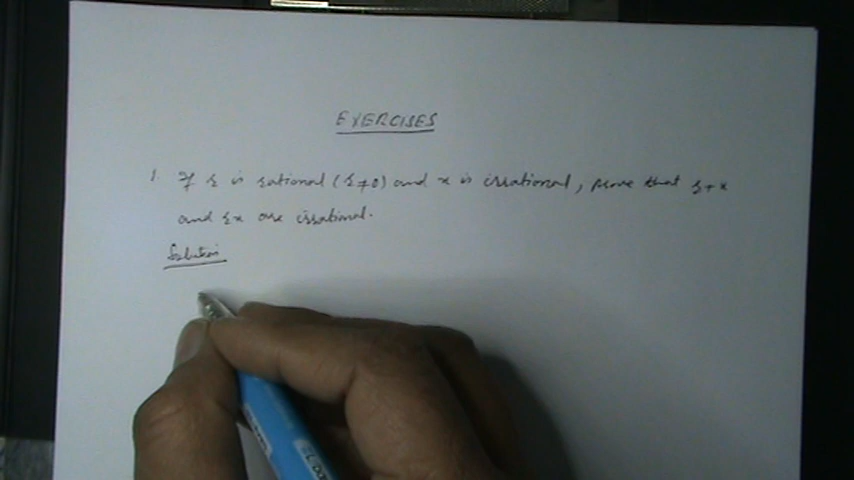 EXERCISES
1 If r is rational (r≠0) and x is irrational, prove that r+x
and rx are irrational.
Solution